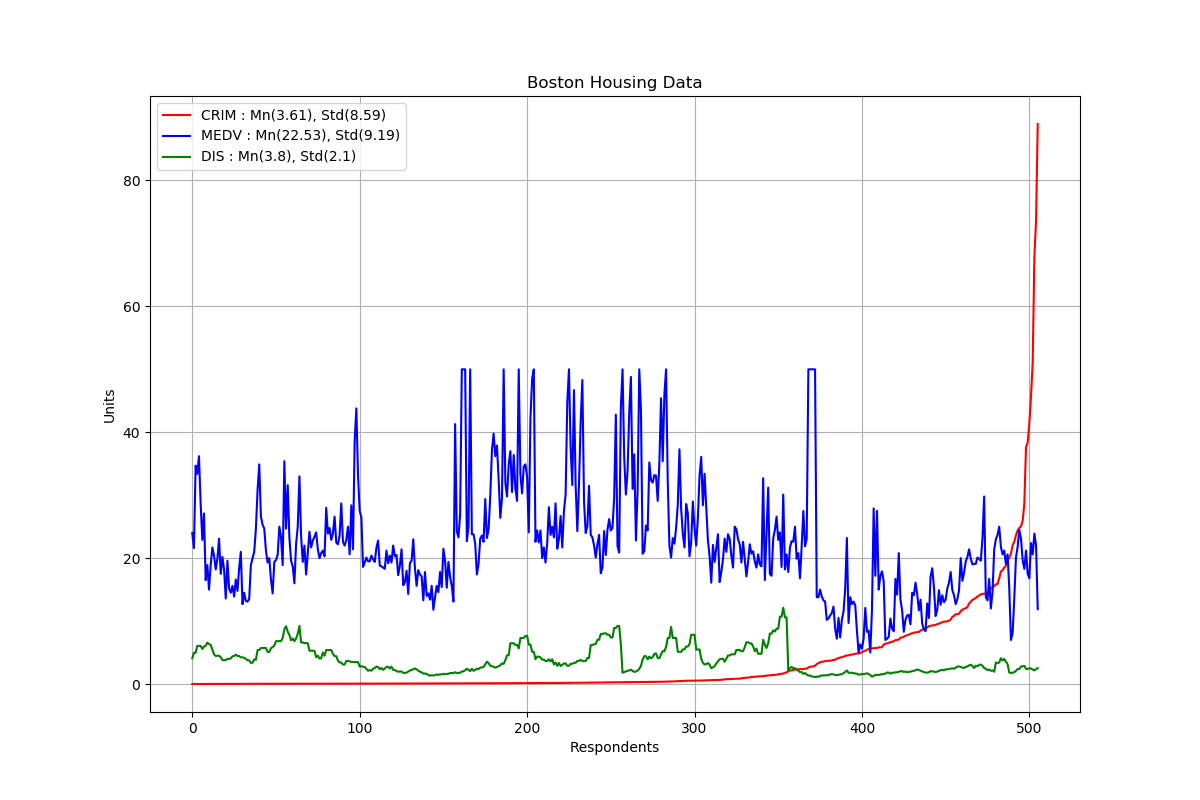 Boston Housing Data
CRIM : Mn(3.61), Std(8.59)
MEDV : Mn(22.53), Std(9.19)
DIS : Mn(3.8), Std(2.1)
80
60
40
20
0
Units
0 100 200 300 400 500
Respondents